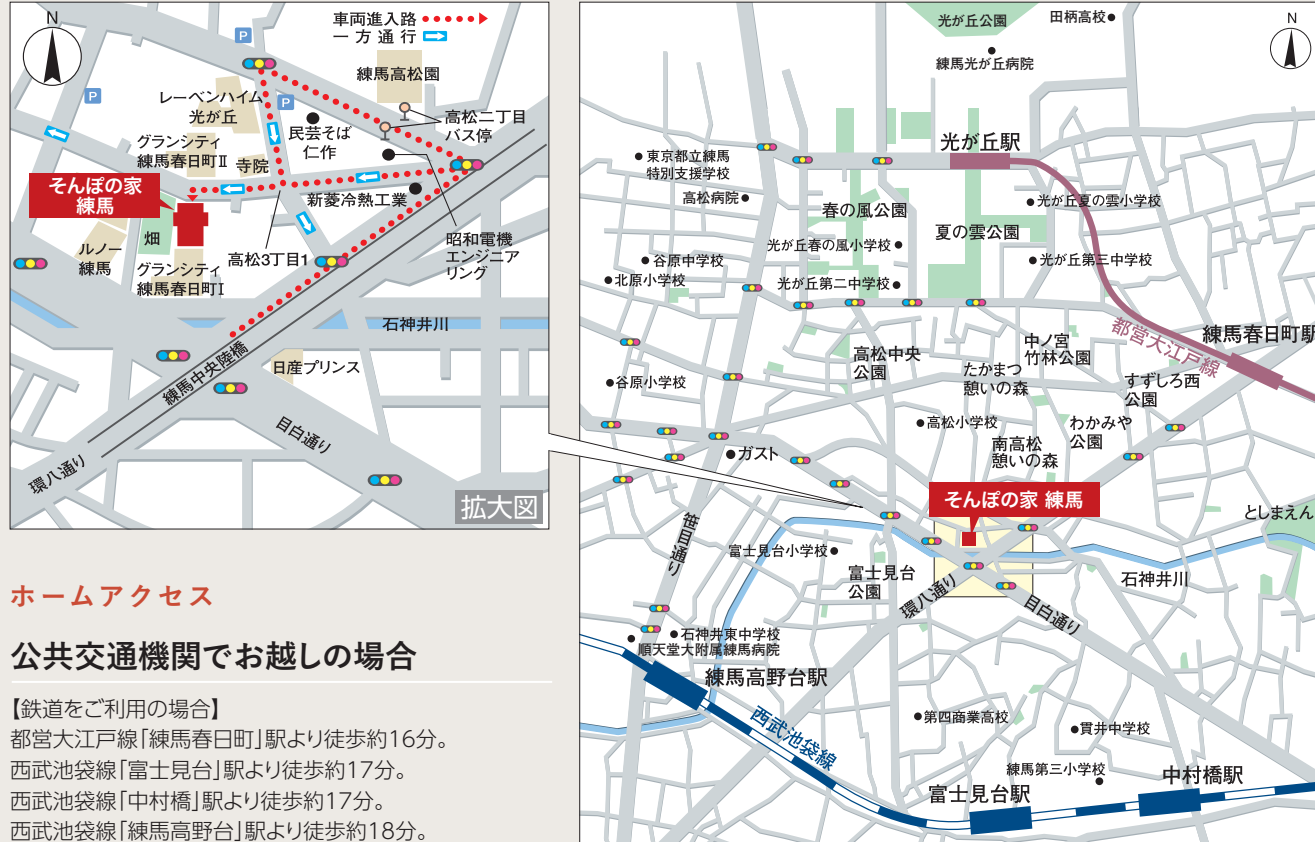 N
車両進入路
一方通行
P
練馬高松園
レーベンハイム
光が丘
P
P
高松二丁目
バス停
民芸そば
仁作
グランシティ
練馬春日町Ⅱ
寺院
そんぽの家
練馬
新菱冷熱工業
畑
ルノー
練馬
高松3丁目1
昭和電機
エンジニア
リング
グランシティ
練馬春日町Ⅰ
石神井川
練馬中央陸橋
日産プリンス
目白通り
環八通り
拡大図
ホームアクセス
公共交通機関でお越しの場合
【鉄道をご利用の場合】
都営大江戸線「練馬春日町」駅より徒歩約16分。
西武池袋線「富士見台」駅より徒歩約17分。
西武池袋線「中村橋」駅より徒歩約17分。
西武池袋線「練馬高野台」駅より徒歩約18分。
光が丘公園
田柄高校
N
練馬光が丘病院
光が丘駅
東京都立練馬
特別支援学校
高松病院
春の風公園
光が丘夏の雲小学校
夏の雲公園
光が丘春の風小学校
谷原中学校
光が丘第三中学校
北原小学校
光が丘第二中学校
都営大江戸線
練馬春日町駅
中ノ宮
竹林公園
高松中央
公園
たかまつ
憩いの森
すずしろ西
公園
谷原小学校
高松小学校
わかみや
公園
南高松
憩いの森
ガスト
そんぽの家 練馬
としまえん
笹目通り
富士見台小学校
富士見台
公園
石神井川
環八通り
目白通り
石神井東中学校
順天堂大附属練馬病院
練馬高野台駅
西武池袋線
第四商業高校
貫井中学校
練馬第三小学校
中村橋駅
富士見台駅